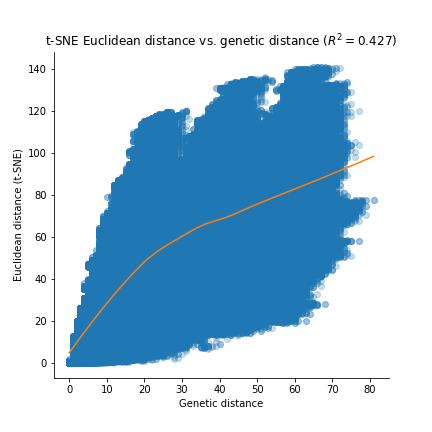 t-SNE Euclidean distance vs. genetic distance (R² = 0.427)
Euclidean distance (t-SNE)
140
120
100
80
60
40
20
0
0 10 20 30 40 50 60 70 80
Genetic distance